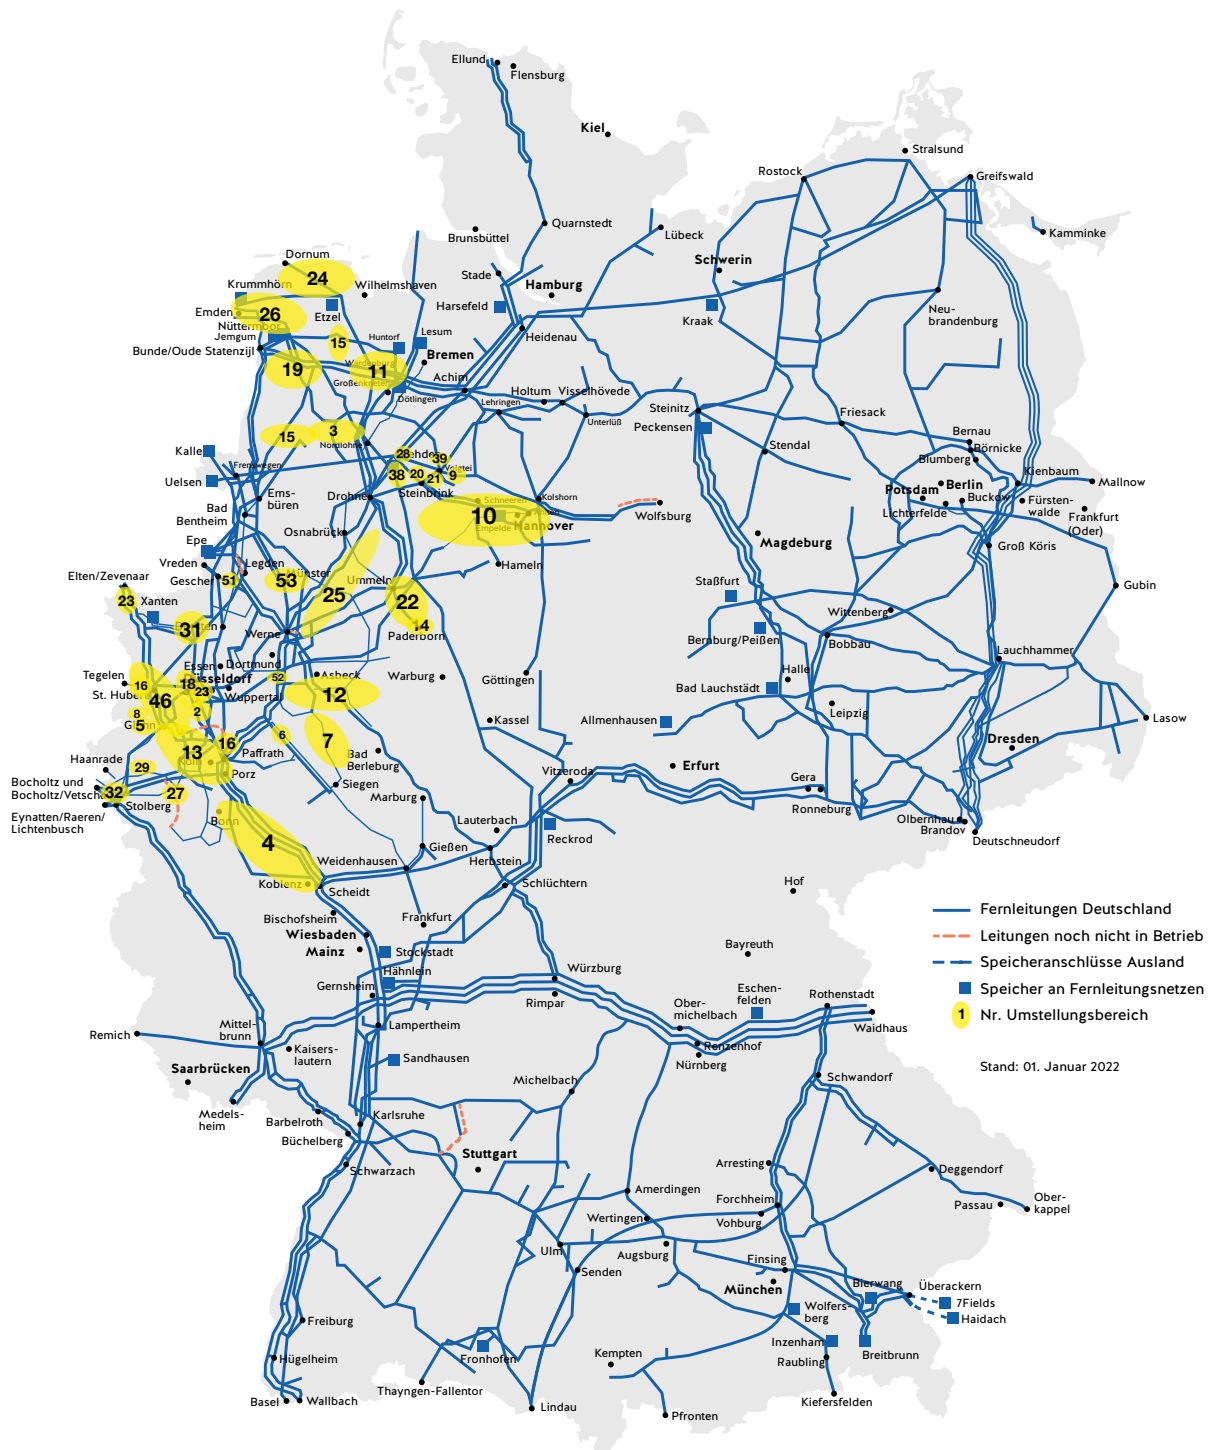 Ellund
Flensburg
Kiel
Stralsund
Rostock
Greifswald
Quarnstedt
Brunsbüttel
Lübeck
Kamminke
Dornum
24
Schwerin
Krummhörn
Wilhelmshaven
Stade
Hamburg
Harsefeld
Emden
26
Etzel
Kraak
Neu-
brandenburg
Nüttermoor
Jemgum
15
Huntorf
Lesum
Heidenau
Bunde/Oude Statenzijl
Bremen
19
Wardenburg
11
Achim
Großenkneten
Dötlingen
Holtum
Visselhövede
Lehringen
Unterlüß
Steinitz
Friesack
Peckensen
15
3
Nordlohne
Bernau
Börnicke
Blumberg
Stendal
Kalle
28
39
Frenswegen
Uelsen
38
20
21
9
Steinbrink
Kienbaum
Mallnow
Berlin
Potsdam
Buckow
Lichterfelde
Fürsten-
walde
Frankfurt
(Oder)
Ems-
büren
Drohne
Schneeren
Kolshorn
10
Ahlten
Empelde
Hannover
Wolfsburg
Bad
Bentheim
Osnabrück
Magdeburg
Groß Köris
Epe
Vreden
Legden
Hameln
Elten/Zevenaar
Gescher
51
53
Münster
Ummeln
25
22
Staßfurt
Gubin
23
Xanten
14
Wittenberg
31
Werne
Paderborn
Bernburg/Peißen
Bobbau
Lauchhammer
Essen
Dortmund
Tegelen
16
18
Düsseldorf
52
Asbeck
Warburg
Göttingen
Halle
Bad Lauchstädt
St. Hubert
46
23
Wuppertal
12
8
2
5
Kassel
Allmenhausen
Leipzig
Lasow
6
7
13
16
Paffrath
Bad
Berleburg
Dresden
Haanrade
29
Köln
Porz
Siegen
Vitzeroda
Erfurt
Gera
Bocholtz und
Bocholtz/Vetschau
32
27
Stolberg
Marburg
Ronneburg
Olbernhau
Brandov
Eynatten/Raeren/
Lichtenbusch
Bonn
4
Lauterbach
Reckrod
Deutschneudorf
Gießen
Weidenhausen
Herbstein
Koblenz
Scheidt
Schlüchtern
Hof
Bischofsheim
Frankfurt
Fernleitungen Deutschland
Wiesbaden
Leitungen noch nicht in Betrieb
Mainz
Stockstadt
Bayreuth
Speicheranschlüsse Ausland
Hähnlein
Würzburg
Gernsheim
Speicher an Fernleitungsnetzen
Rimpar
Eschen-
felden
Rothenstadt
Ober-
michelbach
1
Nr. Umstellungsbereich
Waidhaus
Remich
Mittel-
brunn
Lampertheim
Renzenhof
Nürnberg
Kaisers-
lautern
Sandhausen
Stand: 01. Januar 2022
Saarbrücken
Michelbach
Schwandorf
Medels-
heim
Barbelroth
Karlsruhe
Büchelberg
Stuttgart
Schwarzach
Arresting
Deggendorf
Amerdingen
Forchheim
Passau
Ober-
kappel
Wertingen
Vohburg
Ulm
Augsburg
Finsing
Senden
München
Bierwang
Überackern
7Fields
Wolfers-
berg
Haidach
Freiburg
Inzenham
Breitbrunn
Hügelheim
Fronhofen
Kempten
Raubling
Thayngen-Fallentor
Kiefersfelden
Basel
Wallbach
Lindau
Pfronten